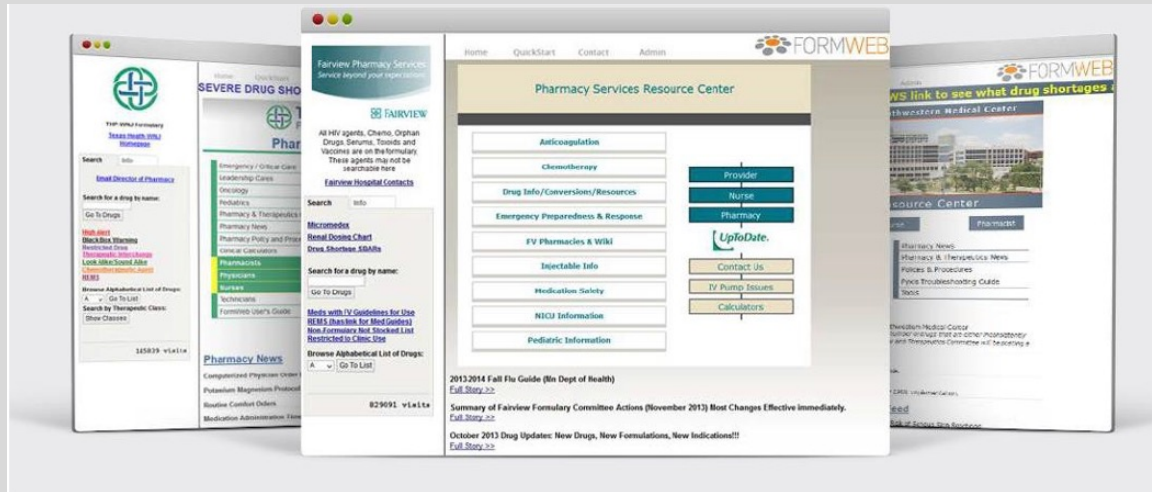 THP-WNJ Formulary
Texas Health WNJ
Homepage
Search Info
Email Director of Pharmacy
Search for a drug by name:
Go To Drugs
High Alert
Black Box Warning
Restricted Drug
Therapeutic Interchange
Look Alike/Sound Alike
Chemotherapeutic Agent
REMS
Browse Alphabetical List of Drugs:
A Go To List
Search by Therapeutic Class:
Show Classes
visits
Home QuickStart
SEVERE DRUG SHO
Phar
Emergency / Critical Care
Leadership Cares
Oncology
Pediatrics
Pharmacy & Therapeutics
Pharmacy News
Pharmacy Policy and Proce
Clinical Calculators
Pharmacists
Physicians
Nurses
Technicians
FormWeb User's Guide
Pharmacy News
Computerized Physician Order
Potassium Magnesium Protocol
Routine Comfort Orders
Medication Administration Time
Fairview Pharmacy Services
Service beyond your expectation
FAIRVIEW
All HIV agents, Chemo, Orphan
Drugs, Serums, Toxoids and
Vaccines are on the formulary.
These agents may not be
searchable here
Fairview Hospital Contacts
Search Info
Micromedex
Renal Dosing Chart
Drug Shortage SBARs
Search for a drug by name:
Go To Drugs
Meds with IV Guidelines for Use
REMS (has link for MedGuides)
Non-Formulary Not Stocked List
Restricted to Clinic Use
Browse Alphabetical List of Drugs:
A Go To List
829091 visits
Home QuickStart Contact Admin
FORMWEB
Pharmacy Services Resource Center
Anticoagulation
Chemotherapy
Drug Info/Conversions/Resources
Emergency Preparedness & Response
FV Pharmacies & Wiki
Injectable Info
Medication Safety
NICU Information
Pediatric Information
Provider
Nurse
Pharmacy
UpToDate.
Contact Us
IV Pump Issues
Calculators
2013-2014 Fall Flu Guide (Mn Dept of Health)
Full Story >>
Summary of Fairview Formulary Committee Actions (November 2013) Most Changes Effective immediately.
Full Story >>
October 2013 Drug Updates: New Drugs, New Formulations, New Indications!!!
Full Story >>
Admin
FORMWEB
WS link to see what drug shortages
thwestern Medical Center
source Center
Pharmacist
Pharmacy News
Pharmacy & Therapeutics News
Policies & Procedures
Pyxis Troubleshooting Guide
Tools